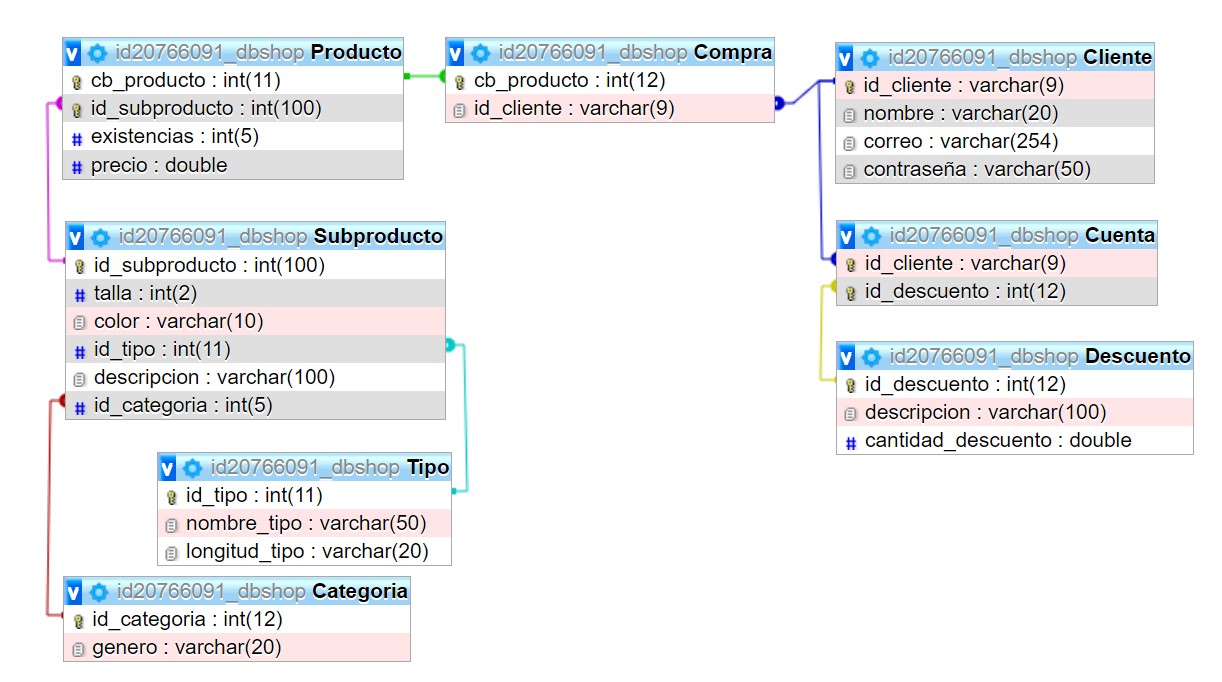 v id20766091_dbshop Producto
cb_producto : int(11)
id_subproducto : int(100)
# existencias : int(5)
# precio : double
v id20766091_dbshop Compra
cb_producto : int(12)
id_cliente : varchar(9)
v id20766091_dbshop Cliente
id_cliente : varchar(9)
nombre : varchar(20)
correo : varchar(254)
contraseña : varchar(50)
v id20766091_dbshop Subproducto
id_subproducto : int(100)
# talla : int(2)
color : varchar(10)
# id_tipo : int(11)
descripcion : varchar(100)
# id_categoria : int(5)
v id20766091_dbshop Cuenta
id_cliente : varchar(9)
id_descuento : int(12)
v id20766091_dbshop Descuento
id_descuento : int(12)
descripcion : varchar(100)
# cantidad_descuento : double
v id20766091_dbshop Tipo
id_tipo : int(11)
nombre_tipo : varchar(50)
longitud_tipo : varchar(20)
v id20766091_dbshop Categoria
id_categoria : int(12)
genero : varchar(20)